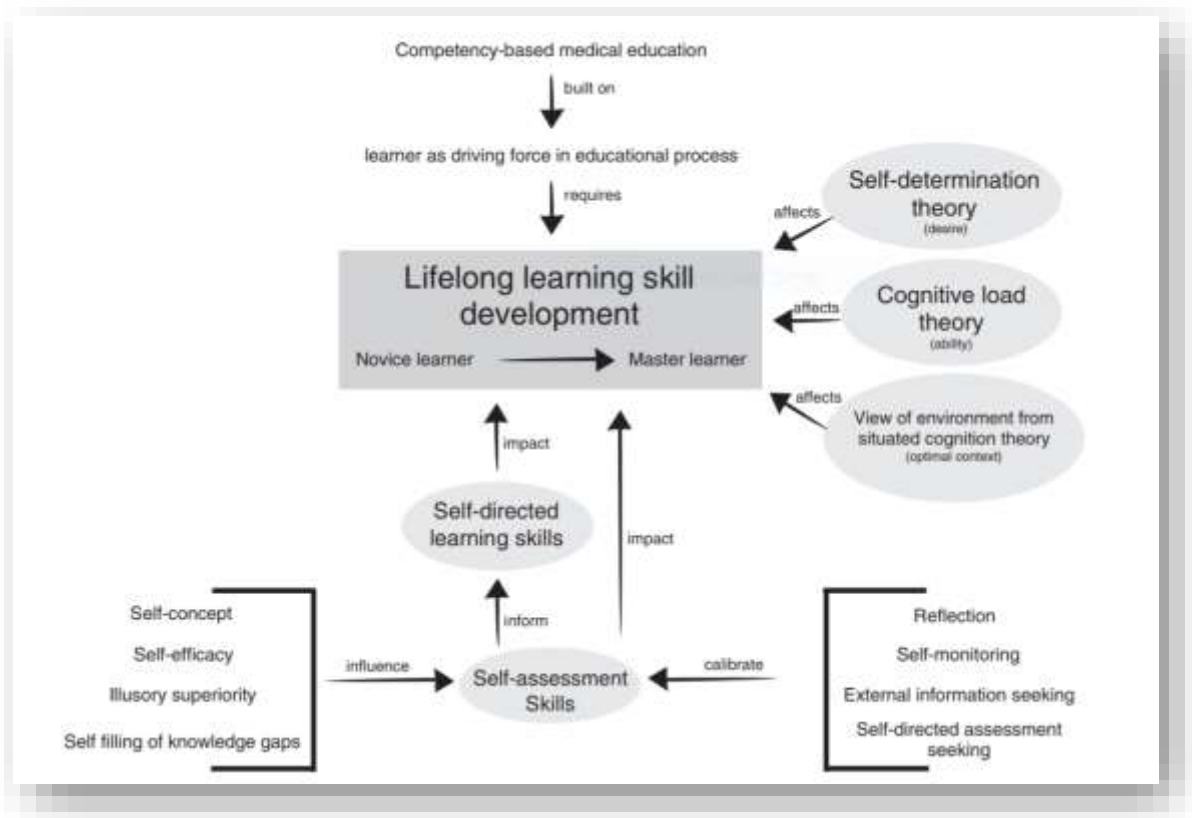 Competency-based medical education
built on
learner as driving force in educational process
requires
Self-determination
theory
(desire)
affects
Lifelong learning skill
development
Novice learner
Master learner
Cognitive load
theory
(ability)
affects
View of environment from
situated cognition theory
(optimal context)
affects
impact
Self-directed
learning skills
impact
inform
Self-concept
Self-efficacy
Illusory superiority
Self filling of knowledge gaps
influence
Self-assessment
Skills
calibrate
Reflection
Self-monitoring
External information seeking
Self-directed assessment
seeking